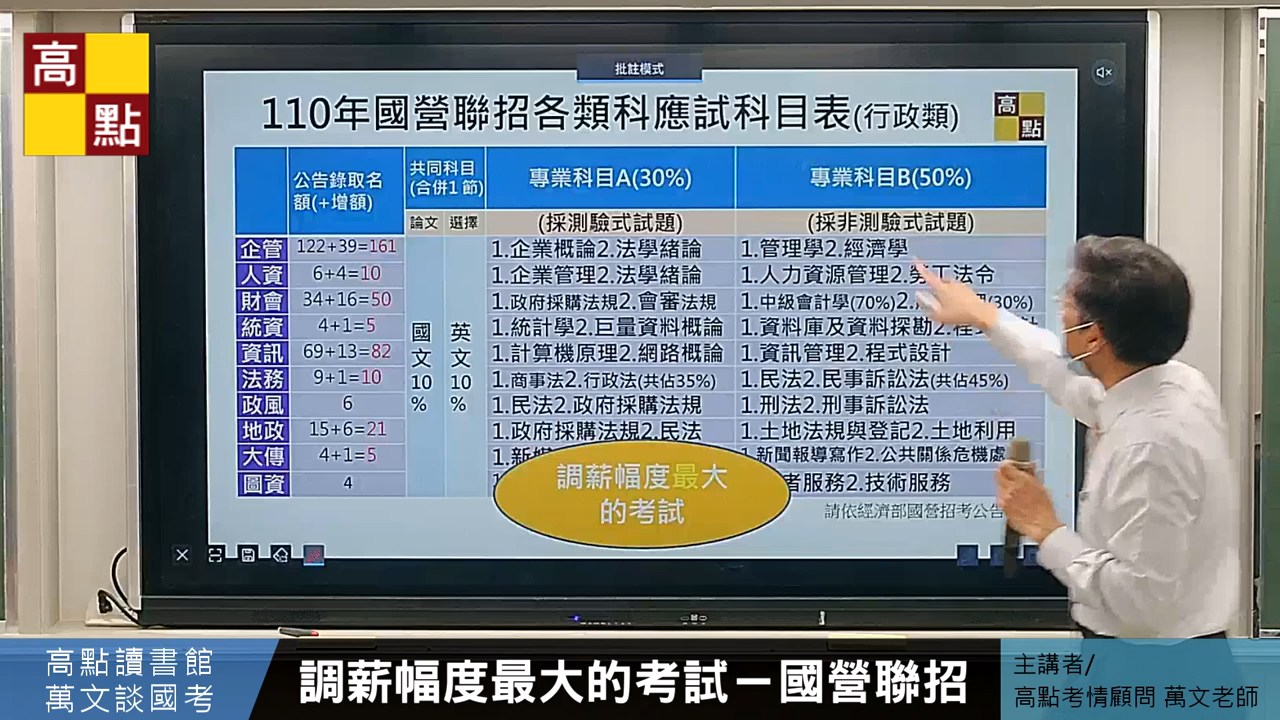 高
點
批註模式
110年國營聯招各類科應試科目表(行政類)
高
點
公告錄取名
額(+增額)
共同科目
(合併1節)
專業科目A(30%)
專業科目B(50%)
論文 選擇
(採測驗式試題)
(採非測驗式試題)
國文10%
英文10%
企管 122+39=161 1.企業概論2.法學緒論 1.管理學2.經濟學
人資 6+4=10 1.企業管理2.法學緒論 1.人力資源管理2.勞工法令
財會 34+16=50 1.政府採購法規2.會審法規 1.中級會計學(70%)2. (30%)
統資 4+1=5 1.統計學2.巨量資料概論 1.資料庫及資料探勘2.程
資訊 69+13=82 1.計算機原理2.網路概論 1.資訊管理2.程式設計
法務 9+1=10 1.商事法2.行政法(共佔35%) 1.民法2.民事訴訟法(共佔45%)
政風 6 1.民法2.政府採購法規 1.刑法2.刑事訴訟法
地政 15+6=21 1.政府採購法規2.民法 1.土地法規與登記2.土地利用
大傳 4+1=5 1.新 1.新聞報導寫作2.公共關係危機處
圖資 4 者服務2.技術服務
調薪幅度最大
的考試
請依經濟部國營招考公告
高點讀書館
萬文談國考
調薪幅度最大的考試－國營聯招
主講者/
高點考情顧問 萬文老師